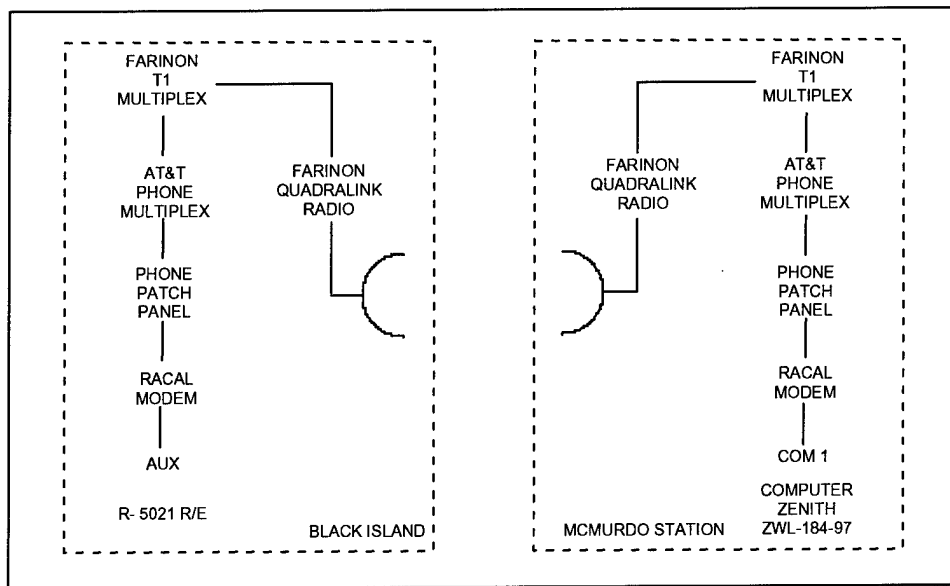 FARINON
T1
MULTIPLEX
AT&T
PHONE
MULTIPLEX
FARINON
QUADRALINK
RADIO
PHONE
PATCH
PANEL
RACAL
MODEM
AUX
R- 5021 R/E
BLACK ISLAND
FARINON
T1
MULTIPLEX
FARINON
QUADRALINK
RADIO
AT&T
PHONE
MULTIPLEX
PHONE
PATCH
PANEL
RACAL
MODEM
COM 1
COMPUTER
ZENITH
ZWL-184-97
MCMURDO STATION